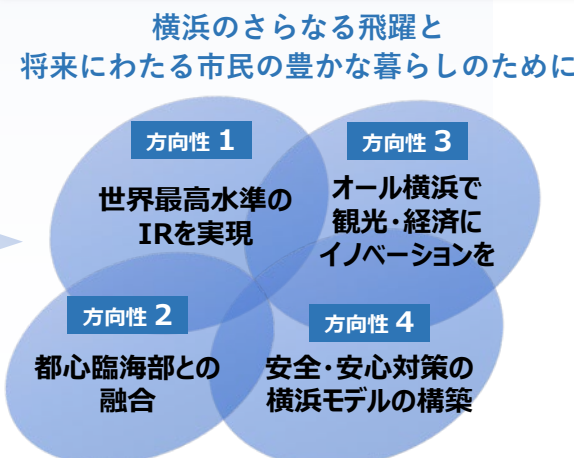 横浜のさらなる飛躍と
将来にわたる市民の豊かな暮らしのために
方向性 1
世界最高水準の
IRを実現
方向性 3
オール横浜で
観光・経済に
イノベーションを
方向性 2
都心臨海部との
融合
方向性 4
安全・安心対策の
横浜モデルの構築